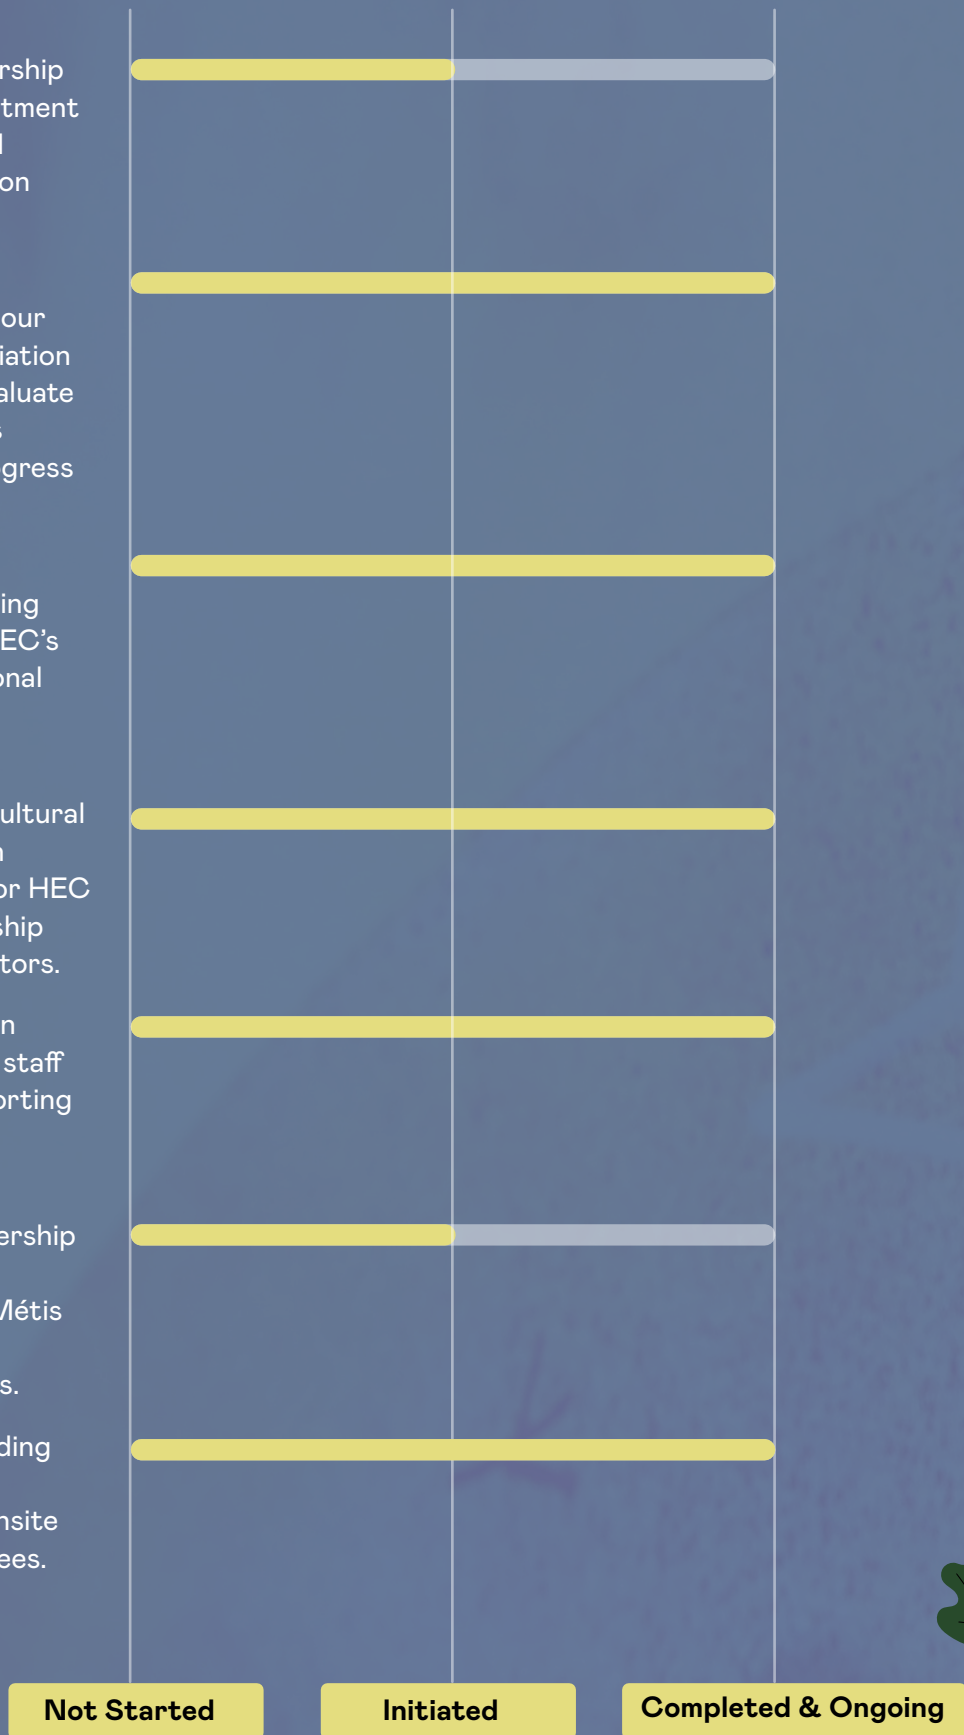 rship
tment
l
on
our
iation
aluate
s
gress
ing
EC's
onal
ultural
n
or HEC
ship
tors.
n
staff
orting
ership
Métis
s.
ding
nsite
ees.
Not Started
Initiated
Completed & Ongoing